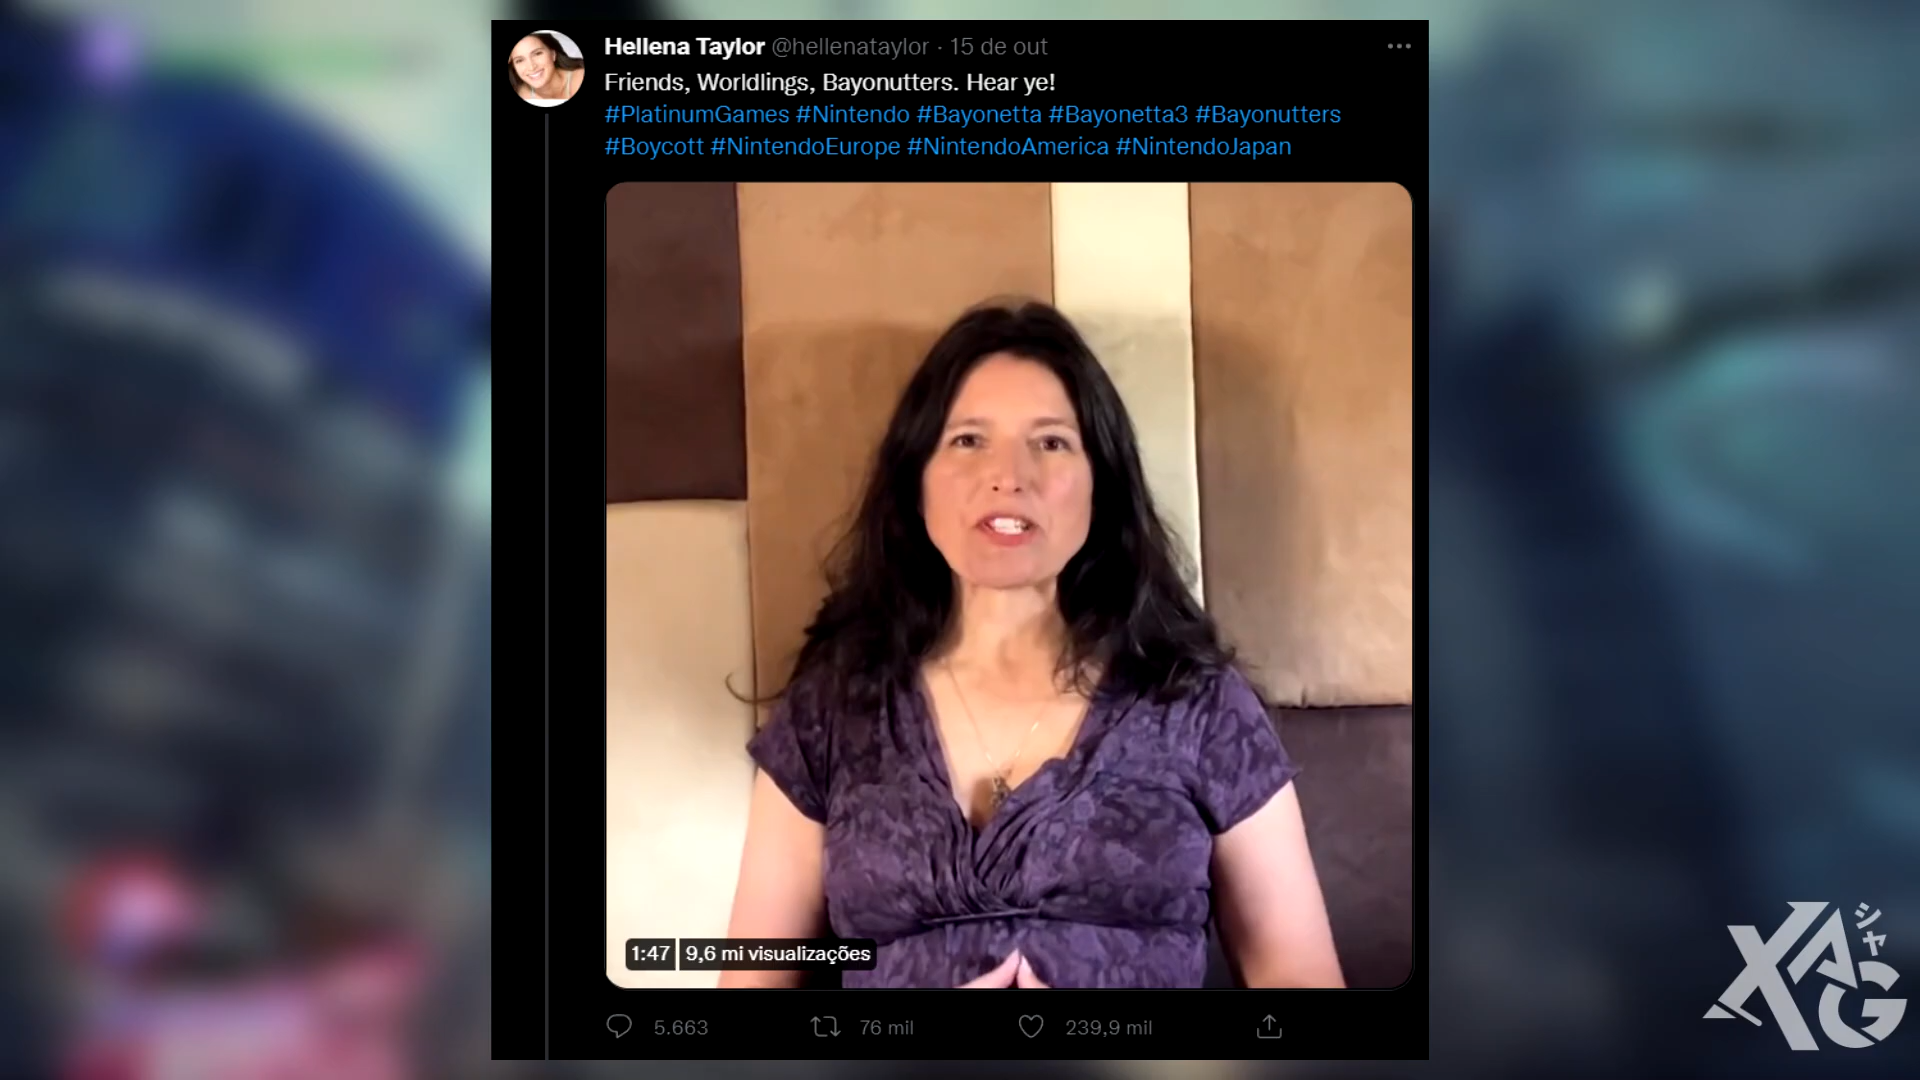 Hellena Taylor @hellenataylor · 15 de out
Friends, Worldlings, Bayonutters. Hear ye!
#PlatinumGames #Nintendo #Bayonetta #Bayonetta3 #Bayonutters
#Boycott #NintendoEurope #NintendoAmerica #NintendoJapan
1:47 9,6 mi visualizações
5.663 76 mil 239,9 mil
XAG
シャ